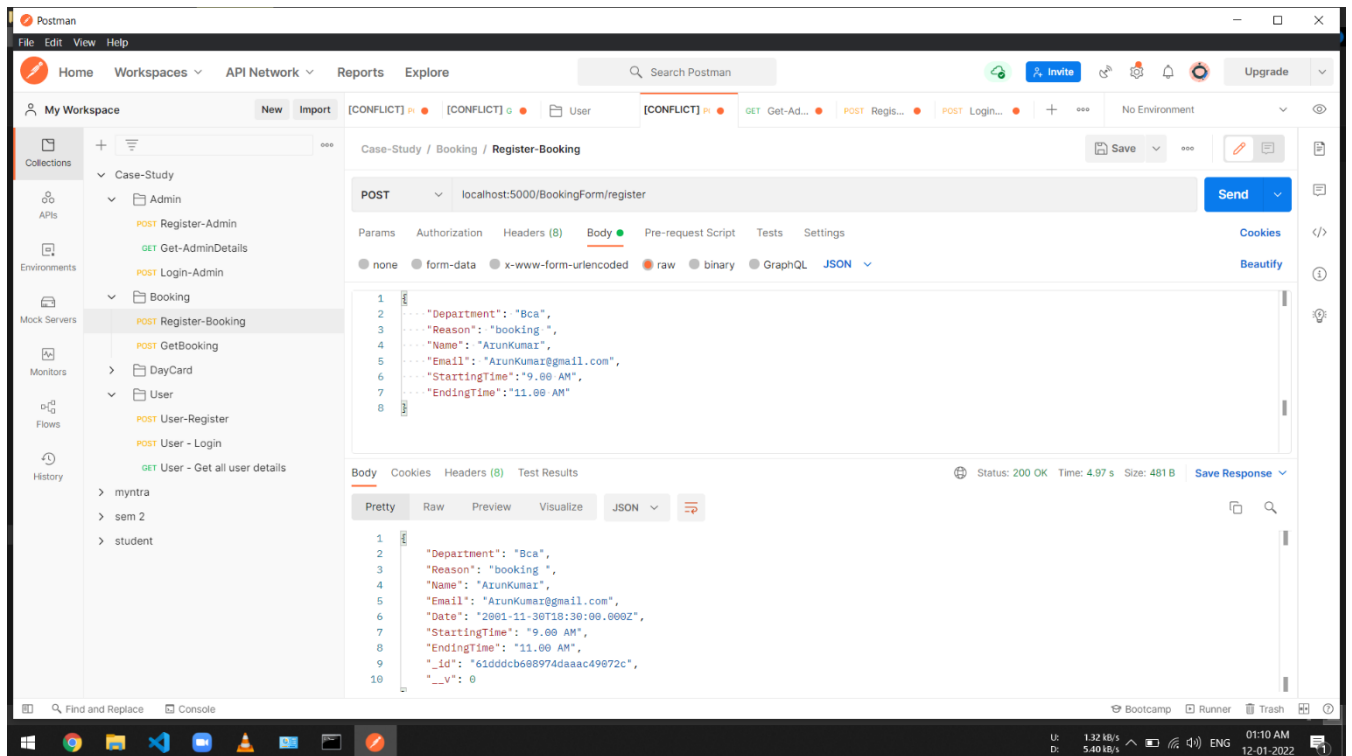 Postman
File Edit View Help
Home Workspaces API Network Reports Explore Search Postman Invite Upgrade
My Workspace New Import [CONFLICT] [CONFLICT] G User [CONFLICT] GET Get-Ad... POST Regis... POST Login... No Environment
Collections
APIs
Environments
Mock Servers
Monitors
Flows
History
Case-Study
Admin
POST Register-Admin
GET Get-AdminDetails
POST Login-Admin
Booking
POST Register-Booking
POST GetBooking
DayCard
User
POST User-Register
POST User - Login
GET User - Get all user details
myntra
sem 2
student
Case-Study / Booking / Register-Booking Save
POST localhost:5000/BookingForm/register Send
Params Authorization Headers (8) Body Pre-request Script Tests Settings Cookies
none form-data x-www-form-urlencoded raw binary GraphQL JSON Beautify
1 {
2 "Department": "Bca",
3 "Reason": "booking ",
4 "Name": "ArunKumar",
5 "Email": "ArunKumar@gmail.com",
6 "StartingTime":"9.00 AM",
7 "EndingTime":"11.00 AM"
8 }
Body Cookies Headers (8) Test Results Status: 200 OK Time: 4.97 s Size: 481 B Save Response
Pretty Raw Preview Visualize JSON
1 {
2 "Department": "Bca",
3 "Reason": "booking ",
4 "Name": "ArunKumar",
5 "Email": "ArunKumar@gmail.com",
6 "Date": "2001-11-30T18:30:00.000Z",
7 "StartingTime": "9.00 AM",
8 "EndingTime": "11.00 AM",
9 "_id": "61dddcb608974daaac49072c",
10 "__v": 0
Find and Replace Console Bootcamp Runner Trash
U: 1.32 kB/s
D: 5.40 kB/s
ENG
01:10 AM
12-01-2022